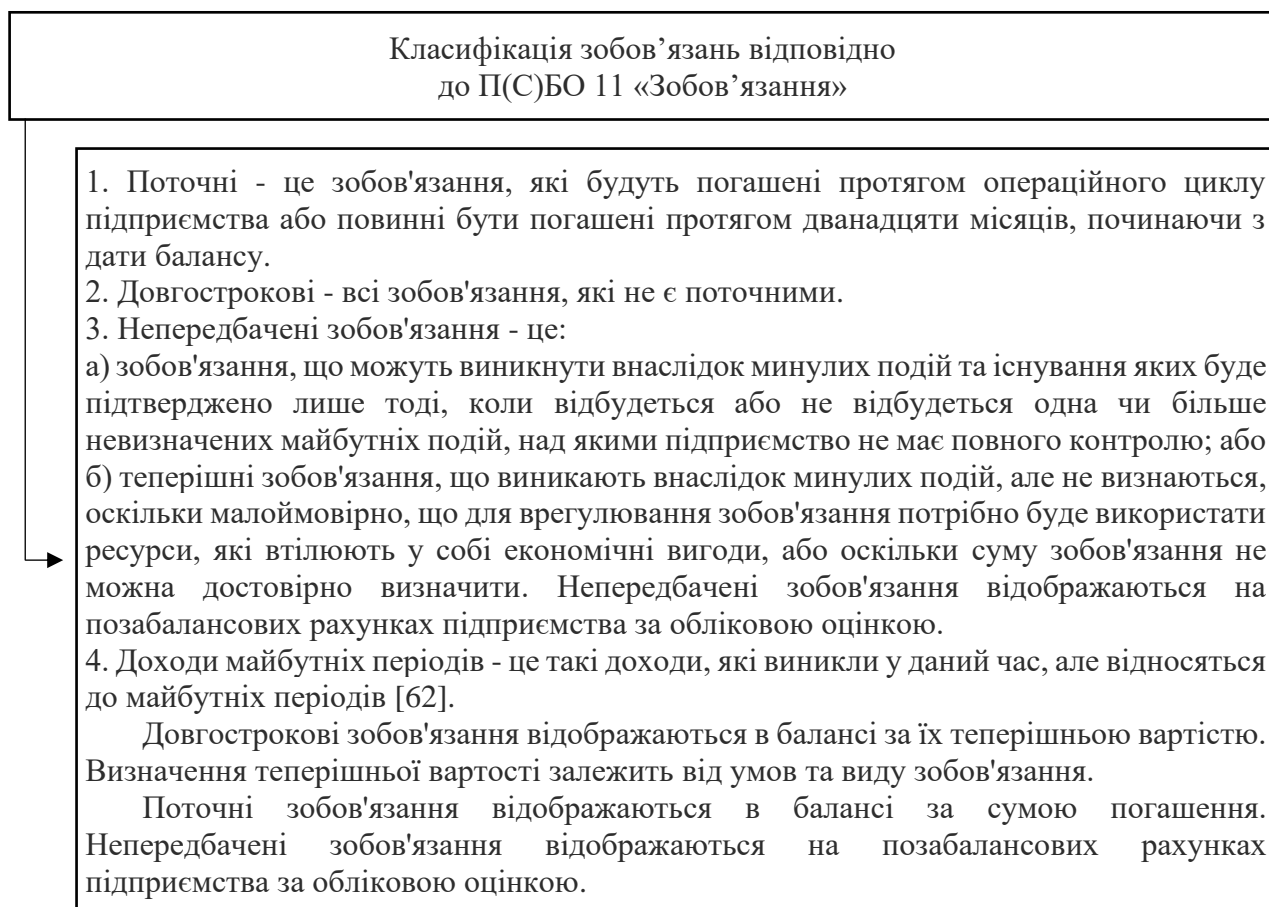 Класифікація зобов’язань відповідно
до П(С)БО 11 «Зобов’язання»
1. Поточні - це зобов'язання, які будуть погашені протягом операційного циклу
підприємства або повинні бути погашені протягом дванадцяти місяців, починаючи з
дати балансу.
2. Довгострокові - всі зобов'язання, які не є поточними.
3. Непередбачені зобов'язання - це:
а) зобов'язання, що можуть виникнути внаслідок минулих подій та існування яких буде
підтверджено лише тоді, коли відбудеться або не відбудеться одна чи більше
невизначених майбутніх подій, над якими підприємство не має повного контролю; або
б) теперішні зобов'язання, що виникають внаслідок минулих подій, але не визнаються,
оскільки малоймовірно, що для врегулювання зобов'язання потрібно буде використати
ресурси, які втілюють у собі економічні вигоди, або оскільки суму зобов'язання не
можна достовірно визначити. Непередбачені зобов'язання відображаються на
позабалансових рахунках підприємства за обліковою оцінкою.
4. Доходи майбутніх періодів - це такі доходи, які виникли у даний час, але відносяться
до майбутніх періодів [62].
Довгострокові зобов'язання відображаються в балансі за їх теперішньою вартістю.
Визначення теперішньої вартості залежить від умов та виду зобов'язання.
Поточні зобов'язання відображаються в балансі за сумою погашення.
Непередбачені зобов'язання відображаються на позабалансових рахунках
підприємства за обліковою оцінкою.